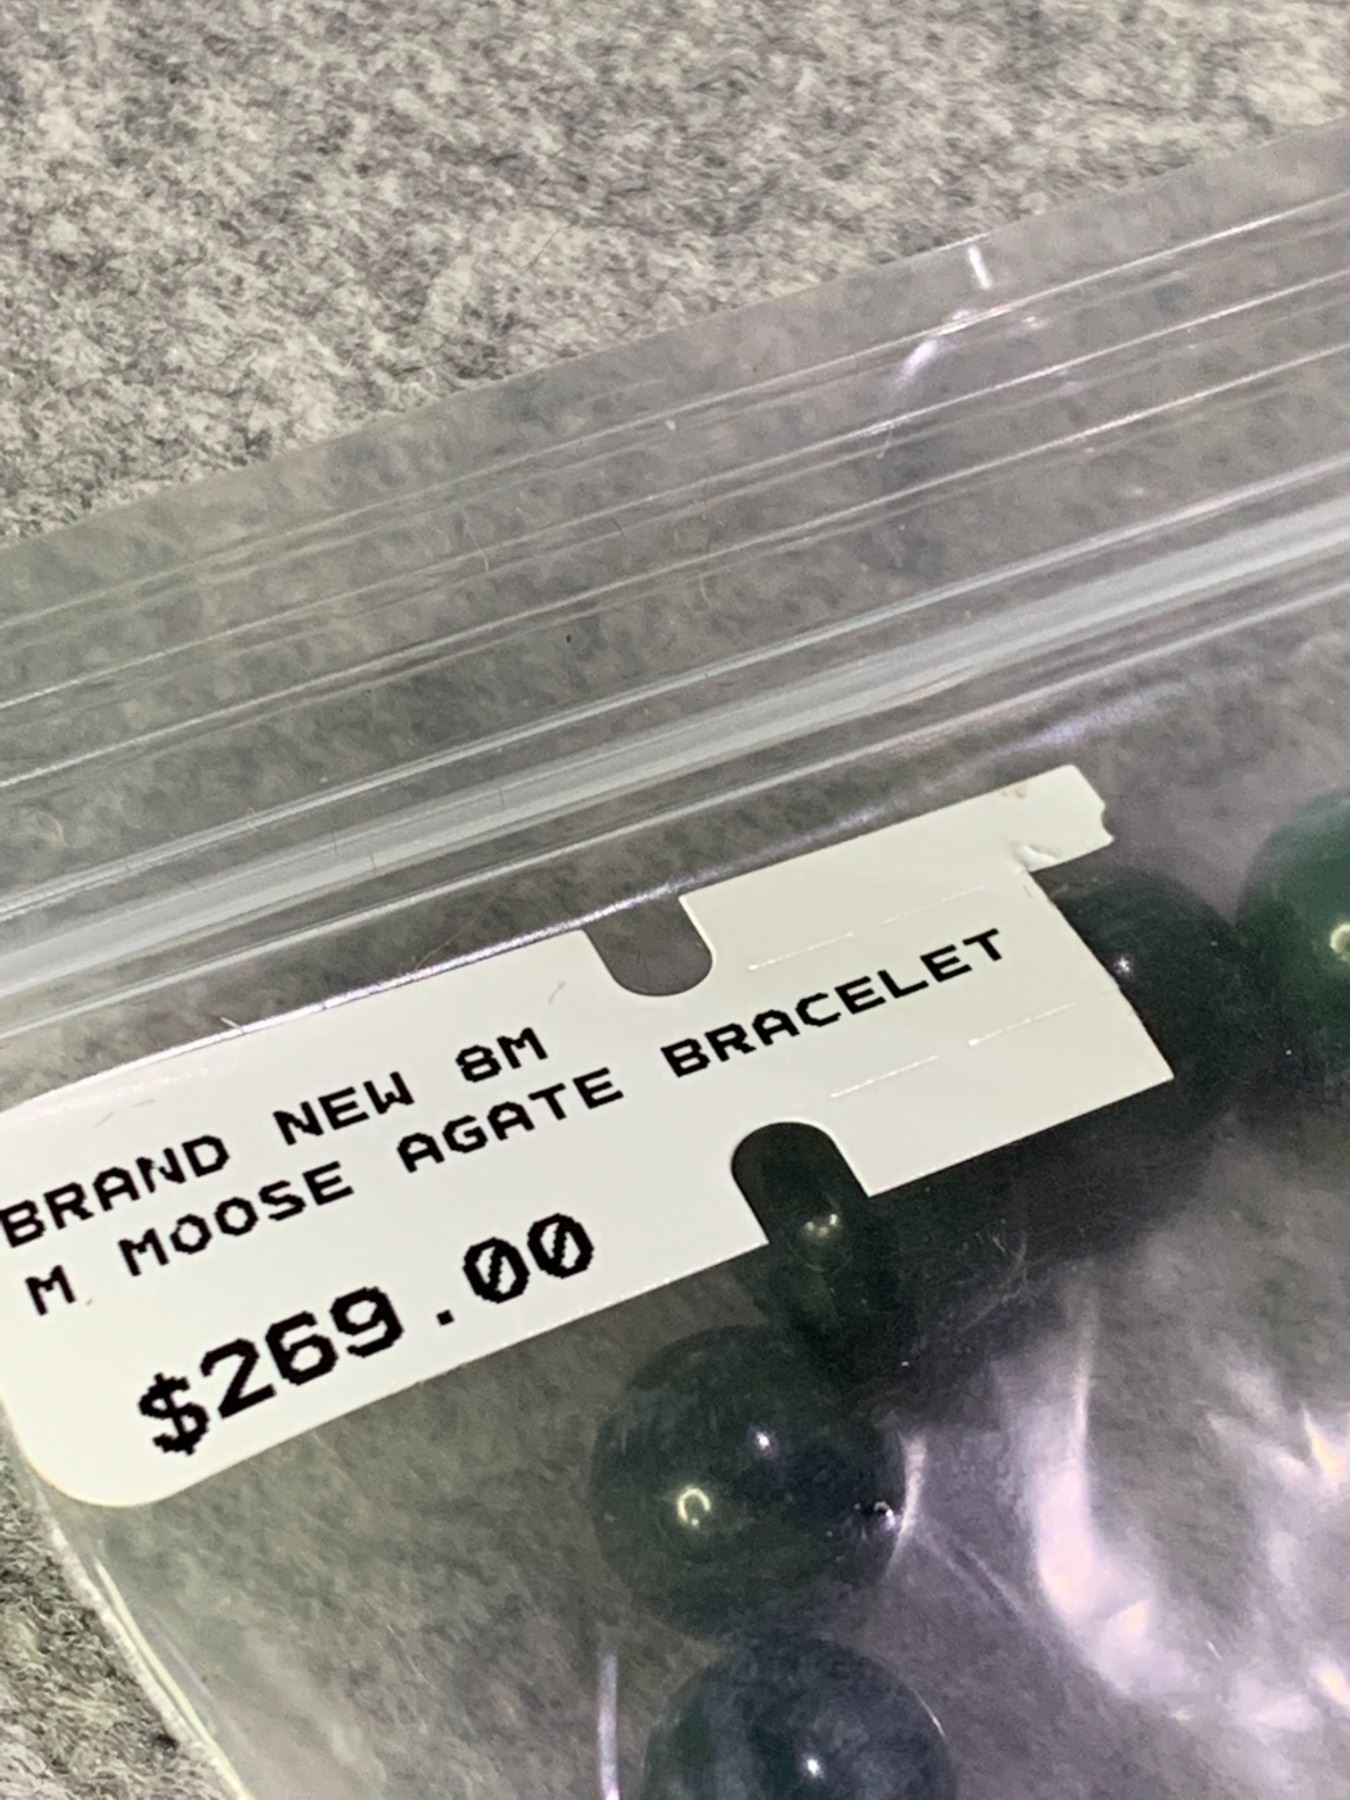 BRAND NEW 8M
M MOOSE AGATE BRACELET
$269.00